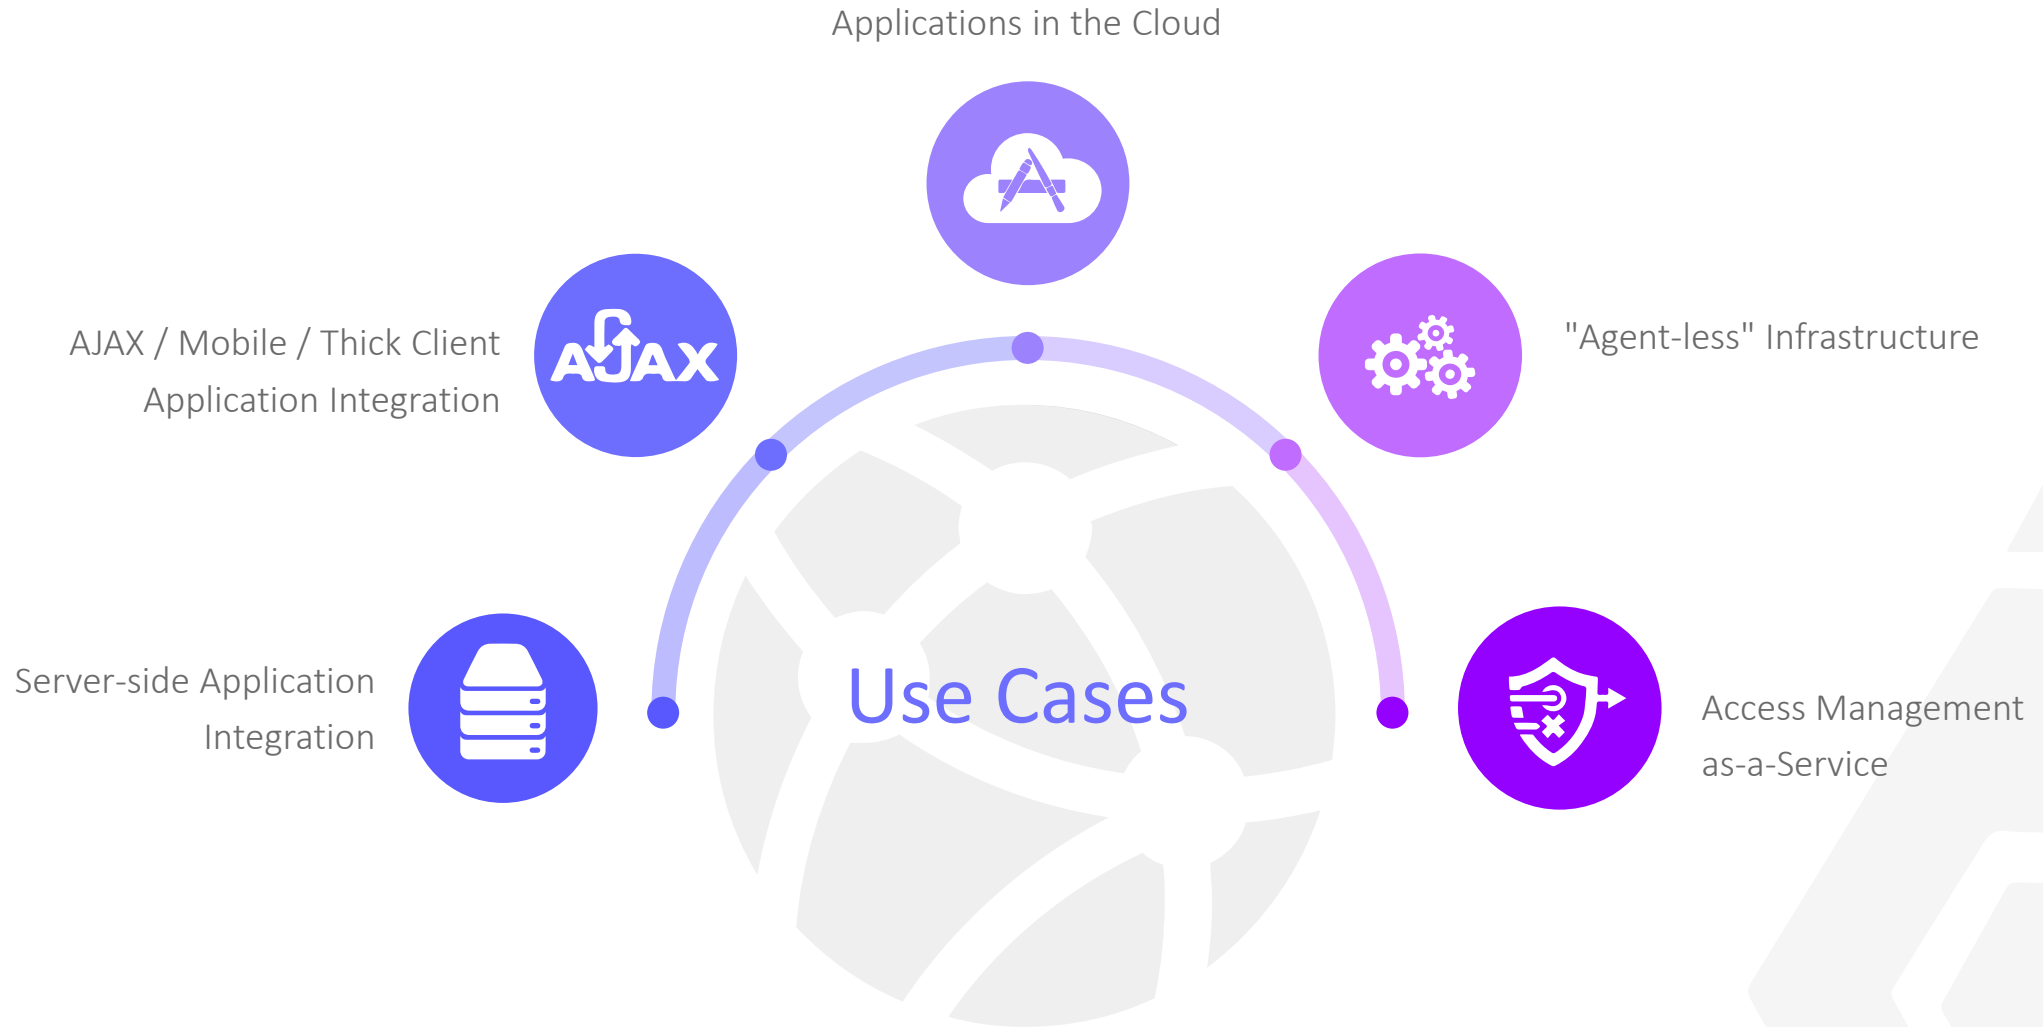 Applications in the Cloud
AJAX / Mobile / Thick Client
Application Integration
AJAX
"Agent-less" Infrastructure
Server-side Application
Integration
Use Cases
Access Management
as-a-Service